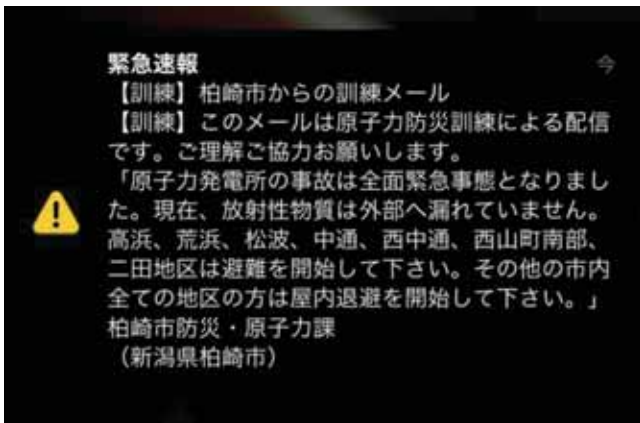 緊急速報 今
【訓練】柏崎市からの訓練メール
【訓練】このメールは原子力防災訓練による配信
です。ご理解ご協力お願いします。
「原子力発電所の事故は全面緊急事態となりまし
た。現在、放射性物質は外部へ漏れていません。
高浜、荒浜、松波、中通、西中通、西山町南部、
二田地区は避難を開始して下さい。その他の市内
全ての地区の方は屋内退避を開始して下さい。」
柏崎市防災・原子力課
（新潟県柏崎市）